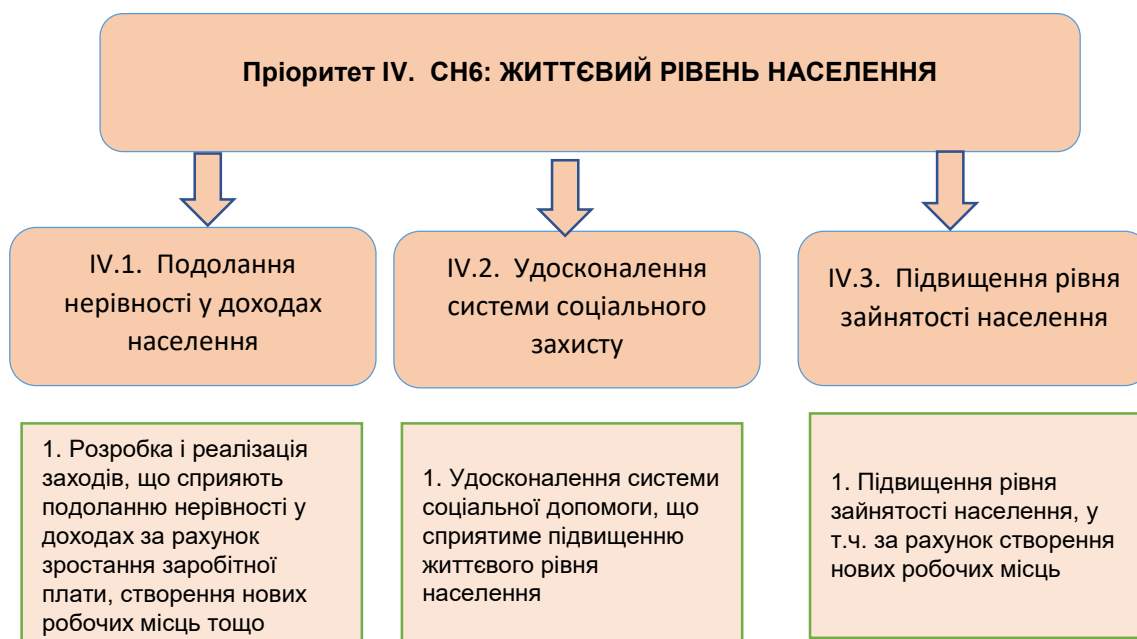 Пріоритет IV. СН6: ЖИТТЄВИЙ РІВЕНЬ НАСЕЛЕННЯ
IV.1. Подолання
нерівності у доходах
населення
IV.2. Удосконалення
системи соціального
захисту
IV.3. Підвищення рівня
зайнятості населення
1. Розробка і реалізація
заходів, що сприяють
подоланню нерівності у
доходах за рахунок
зростання заробітної
плати, створення нових
робочих місць тощо
1. Удосконалення системи
соціальної допомоги, що
сприятиме підвищенню
життєвого рівня
населення
1. Підвищення рівня
зайнятості населення, у
т.ч. за рахунок створення
нових робочих місць